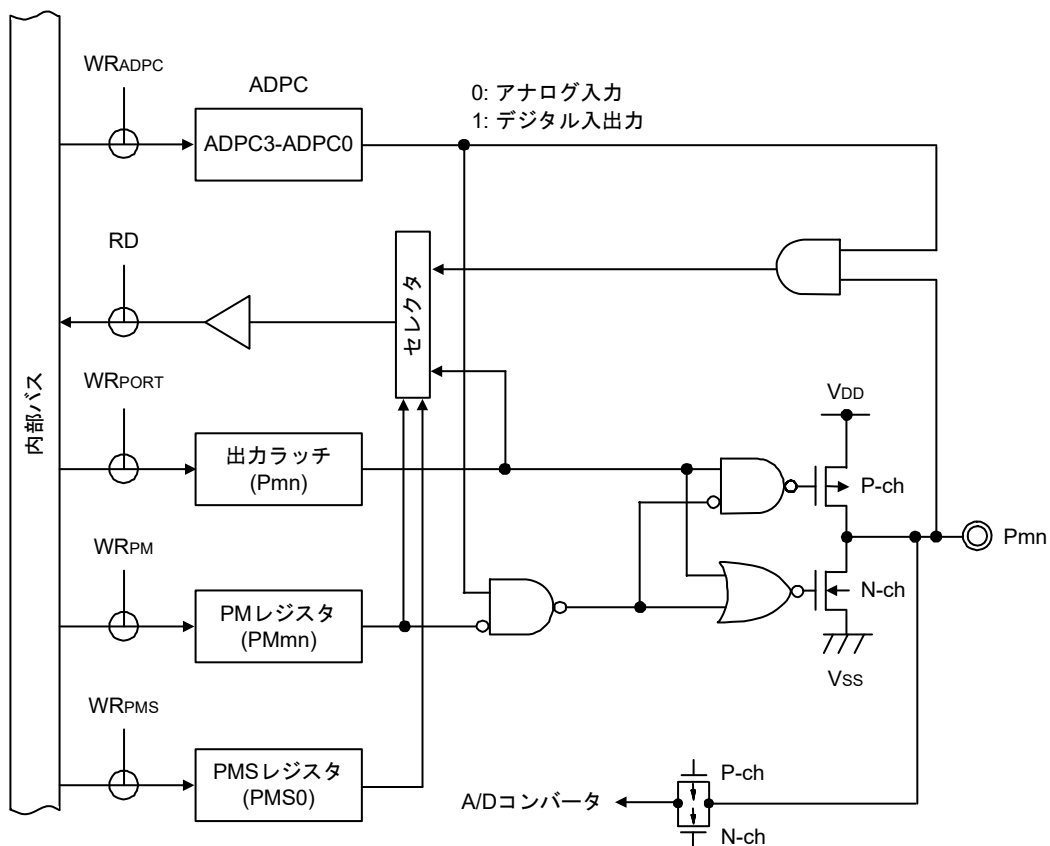 WRADPC
ADPC
0: アナログ入力
1: デジタル入出力
ADPC3-ADPC0
RD
セレクタ
内部バス
WRPORT
出力ラッチ
(Pmn)
VDD
P-ch
Pmn
WRPM
N-ch
PMレジスタ
(PMmn)
VSS
WRPMS
PMSレジスタ
(PMS0)
P-ch
A/Dコンバータ
N-ch